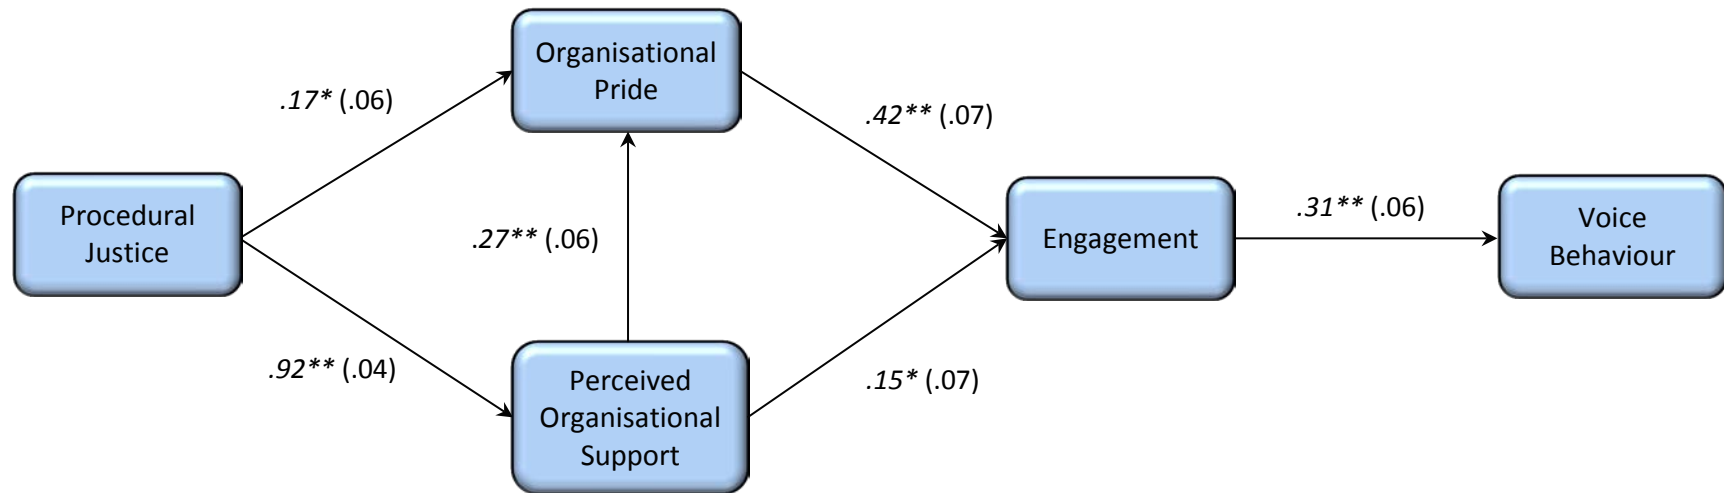 Organisational
Pride
.17* (.06)
.42** (.07)
Procedural
Justice
.27** (.06)
Engagement
.31** (.06)
Voice
Behaviour
.92** (.04)
Perceived
Organisational
Support
.15* (.07)